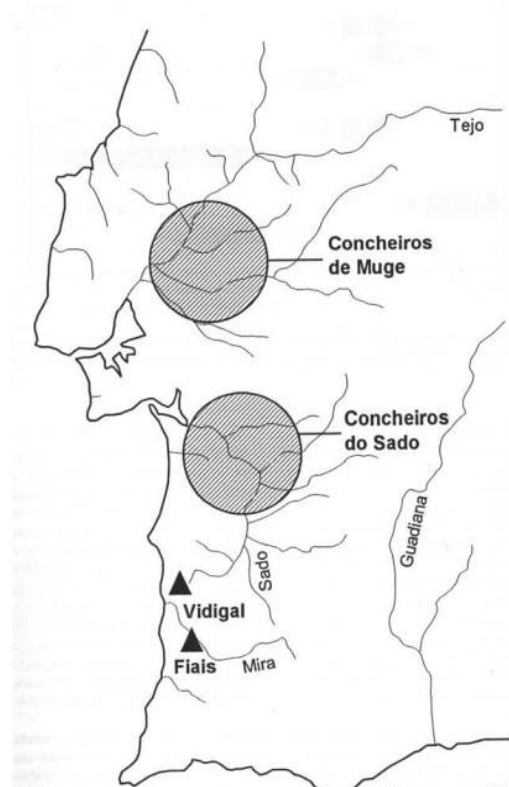 Tejo
Concheiros
de Muge
Concheiros
do Sado
Guadiana
Sado
Vidigal
Fiais
Mira